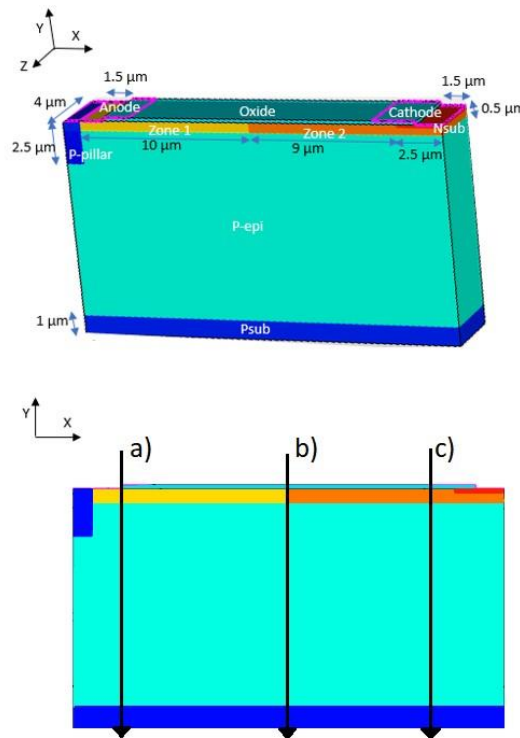 Y
X
Z
1.5 μm
1.5 μm
4 μm
Anode
Oxide
Cathode
0.5 μm
2.5 μm
Zone 1
Zone 2
Nsub
P-pillar
10 μm
9 μm
2.5 μm
P-epi
1 μm
Psub
Y
X
a)
b)
c)